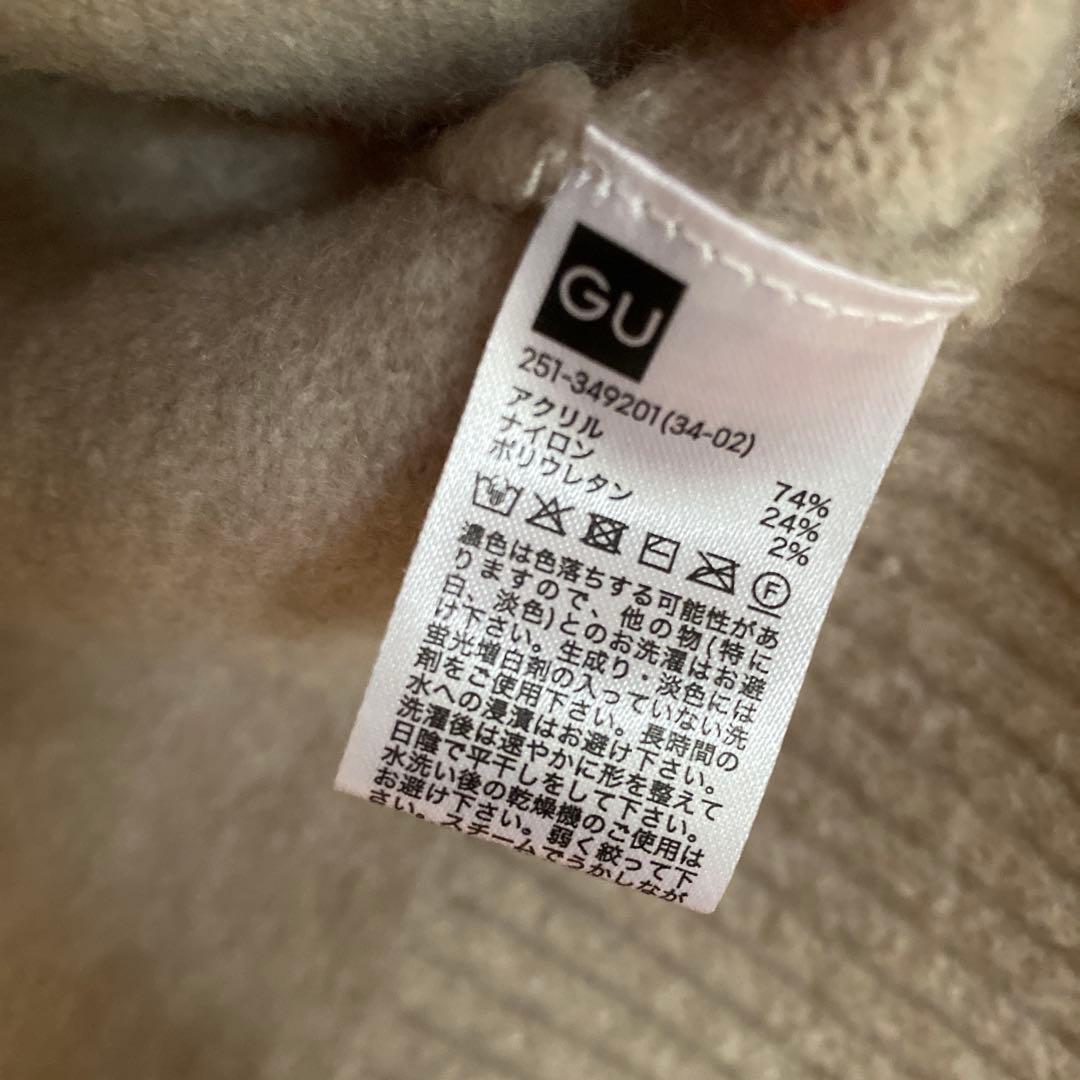 GU
251-349201(34-02)
アクリル 74%
ナイロン 24%
ポリウレタン 2%
F
濃色は色落ちする可能性があ
りますので、他の物(特に
白、淡色)とのお洗濯はお避
け下さい。生成り・淡色には
蛍光増白剤の入っていない洗
剤をご使用下さい。長時間の
水への浸漬はお避け下さい。
洗濯後は速やかに形を整えて
日陰で平干しをして下さい。
水洗い後の乾燥機のご使用は
お避け下さい。弱く絞って下
さい。スチームでうかしなが